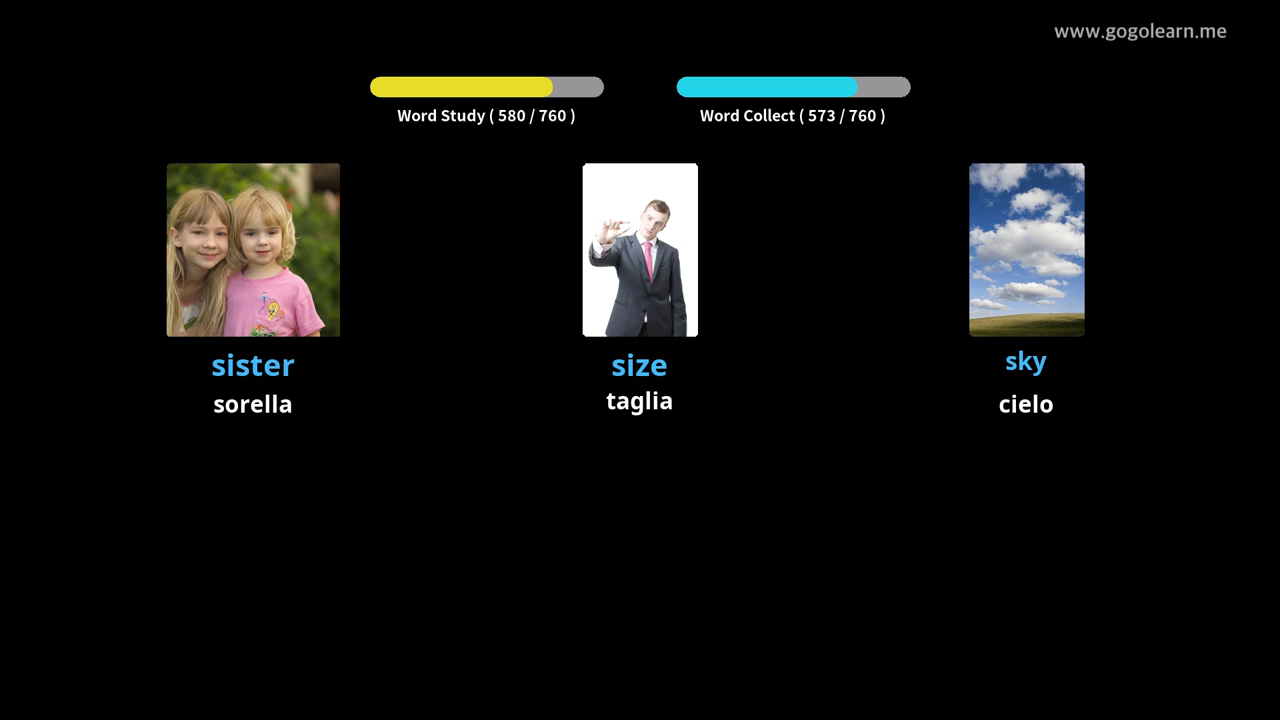 www.gogolearn.me
Word Study ( 580 / 760 )
Word Collect ( 573 / 760 )
sister
sorella
size
taglia
sky
cielo